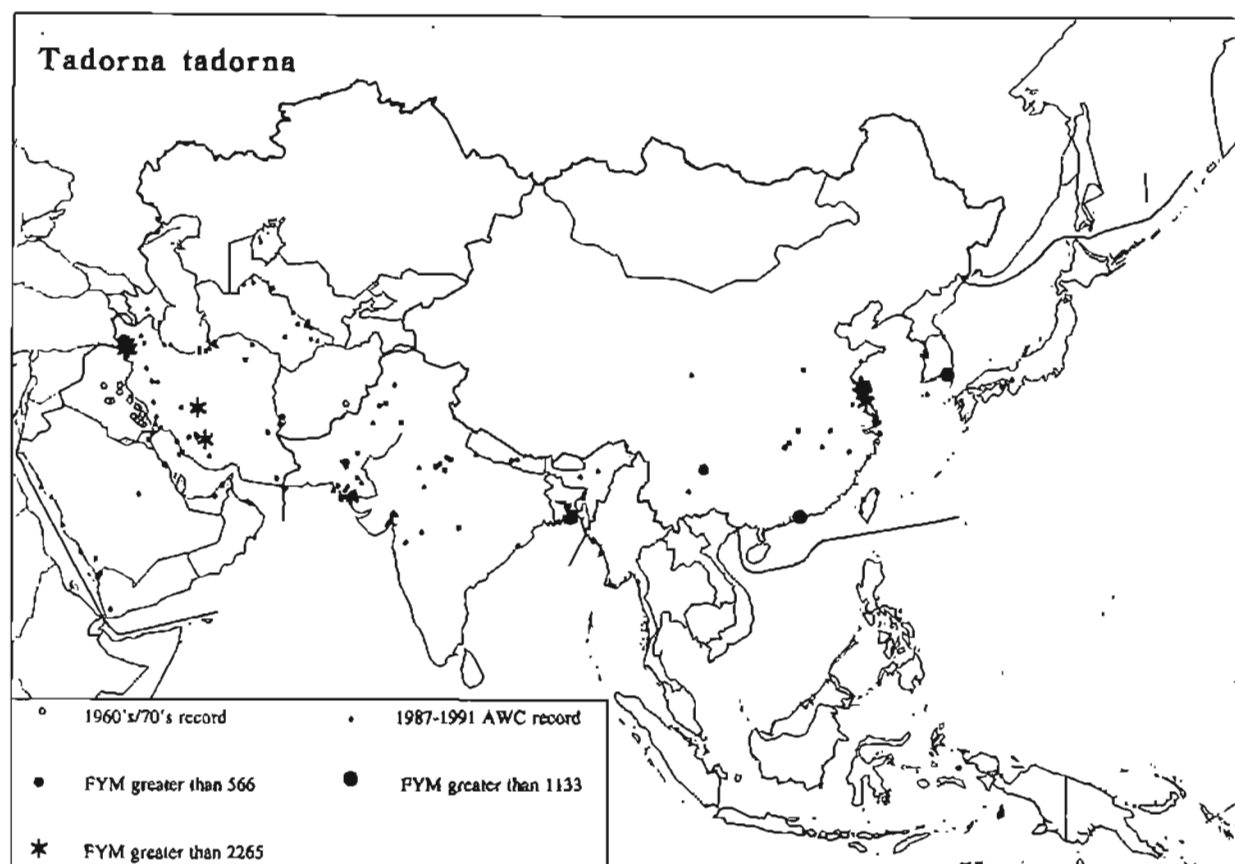 Tadorna tadorna
1960's/70's record
1987-1991 AWC record
FYM greater than 566
FYM greater than 1133
FYM greater than 2265